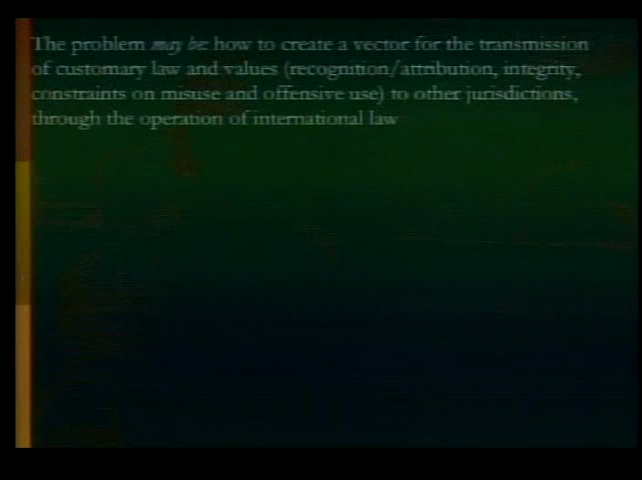 The problem may be: how to create a vector for the transmission
of customary law and values (recognition/attribution, integrity,
constraints on misuse and offensive use) to other jurisdictions,
through the operation of international law